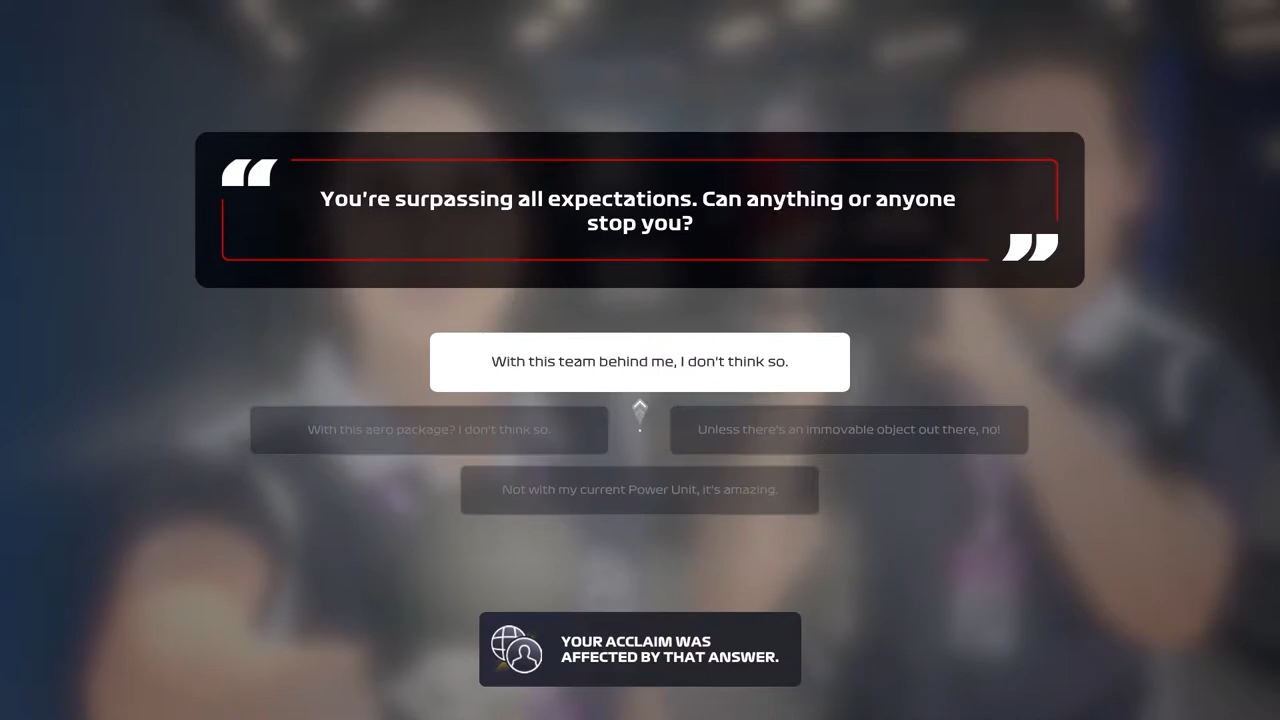 You're surpassing all expectations. Can anything or anyone
stop you?
With this team behind me, I don't think so.
With this aero package? I don't think so.
Unless there's an immovable object out there, no!
Not with my current Power Unit, it's amazing.
YOUR ACCLAIM WAS
AFFECTED BY THAT ANSWER.